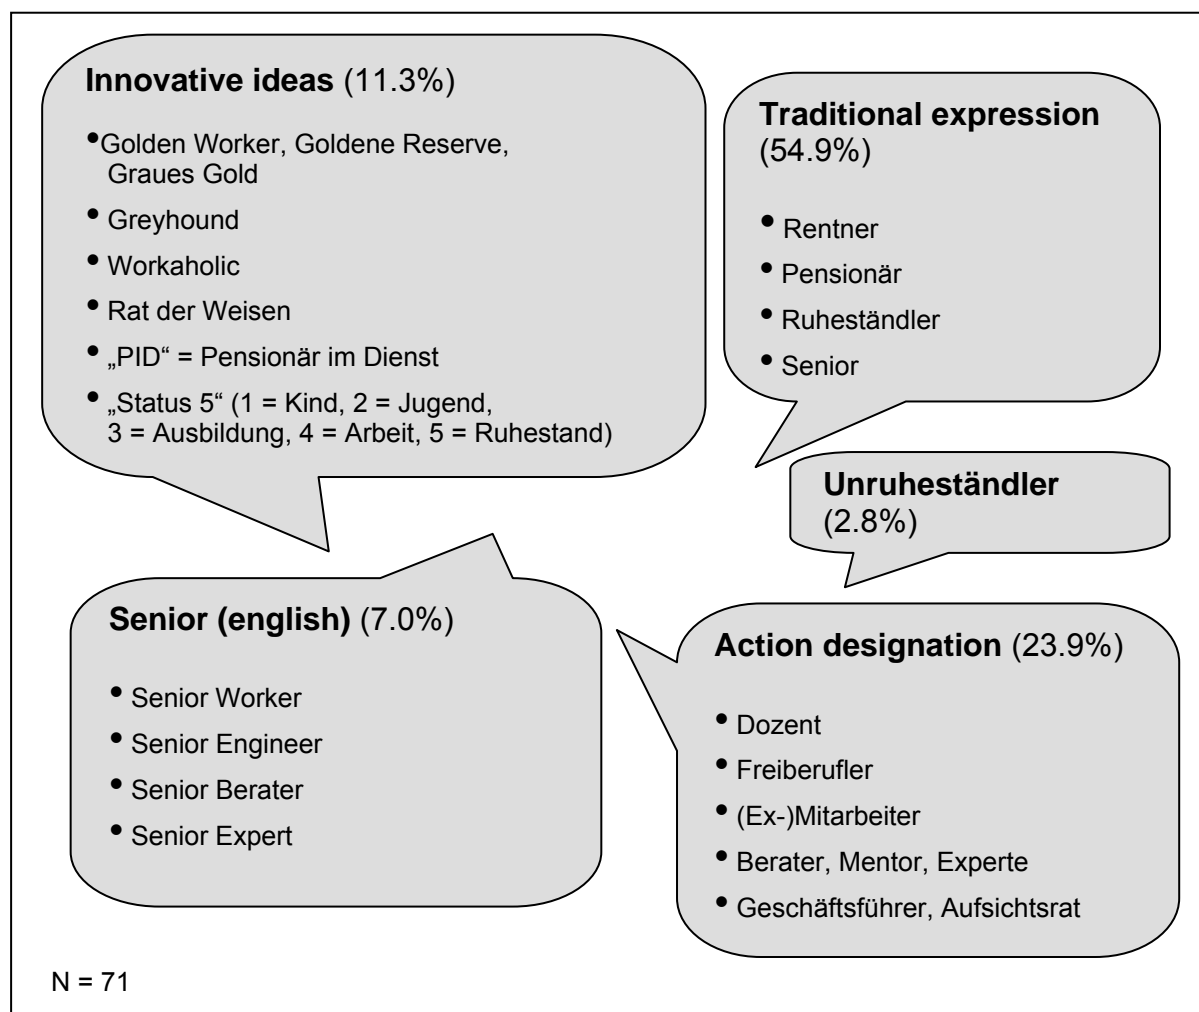 Innovative ideas (11.3%)
•Golden Worker, Goldene Reserve,
Graues Gold
• Greyhound
• Workaholic
• Rat der Weisen
• „PID“ = Pensionär im Dienst
• „Status 5“ (1 = Kind, 2 = Jugend,
3 = Ausbildung, 4 = Arbeit, 5 = Ruhestand)
Traditional expression
(54.9%)
• Rentner
• Pensionär
• Ruheständler
• Senior
Unruheständler
(2.8%)
Senior (english) (7.0%)
• Senior Worker
• Senior Engineer
• Senior Berater
• Senior Expert
Action designation (23.9%)
• Dozent
• Freiberufler
• (Ex-)Mitarbeiter
• Berater, Mentor, Experte
• Geschäftsführer, Aufsichtsrat
N = 71